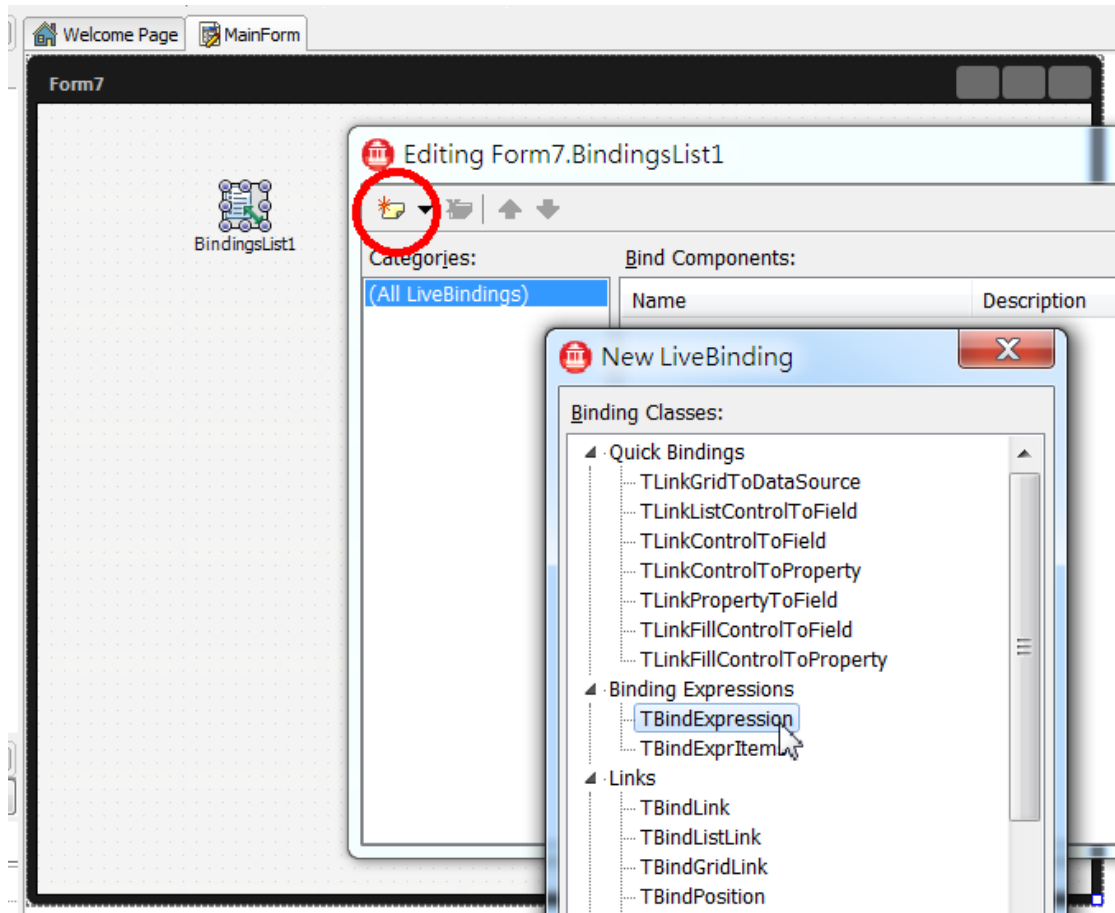 Welcome Page
MainForm
Form7
Editing Form7.BindingsList1
BindingsList1
Categories:
Bind Components:
(All LiveBindings)
Name
Description
New LiveBinding
Binding Classes:
Quick Bindings
TLinkGridToDataSource
TLinkListControlToField
TLinkControlToField
TLinkControlToProperty
TLinkPropertyToField
TLinkFillControlToField
TLinkFillControlToProperty
Binding Expressions
TBindExpression
TBindExprItem
Links
TBindLink
TBindListLink
TBindGridLink
TBindPosition